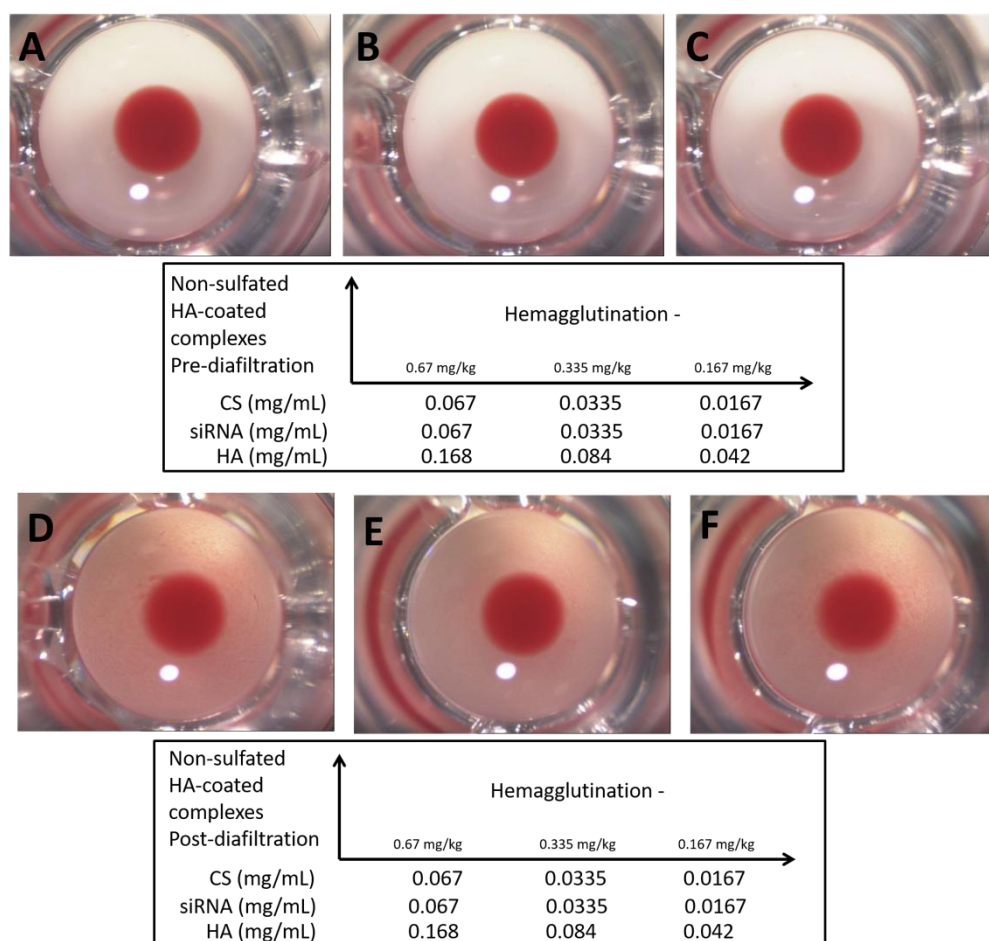 A B C
Non-sulfated
HA-coated
complexes
Pre-diafiltration
Hemagglutination -
0.67 mg/kg 0.335 mg/kg 0.167 mg/kg
CS (mg/mL) 0.067 0.0335 0.0167
siRNA (mg/mL) 0.067 0.0335 0.0167
HA (mg/mL) 0.168 0.084 0.042
D E F
Non-sulfated
HA-coated
complexes
Post-diafiltration
Hemagglutination -
0.67 mg/kg 0.335 mg/kg 0.167 mg/kg
CS (mg/mL) 0.067 0.0335 0.0167
siRNA (mg/mL) 0.067 0.0335 0.0167
HA (mg/mL) 0.168 0.084 0.042